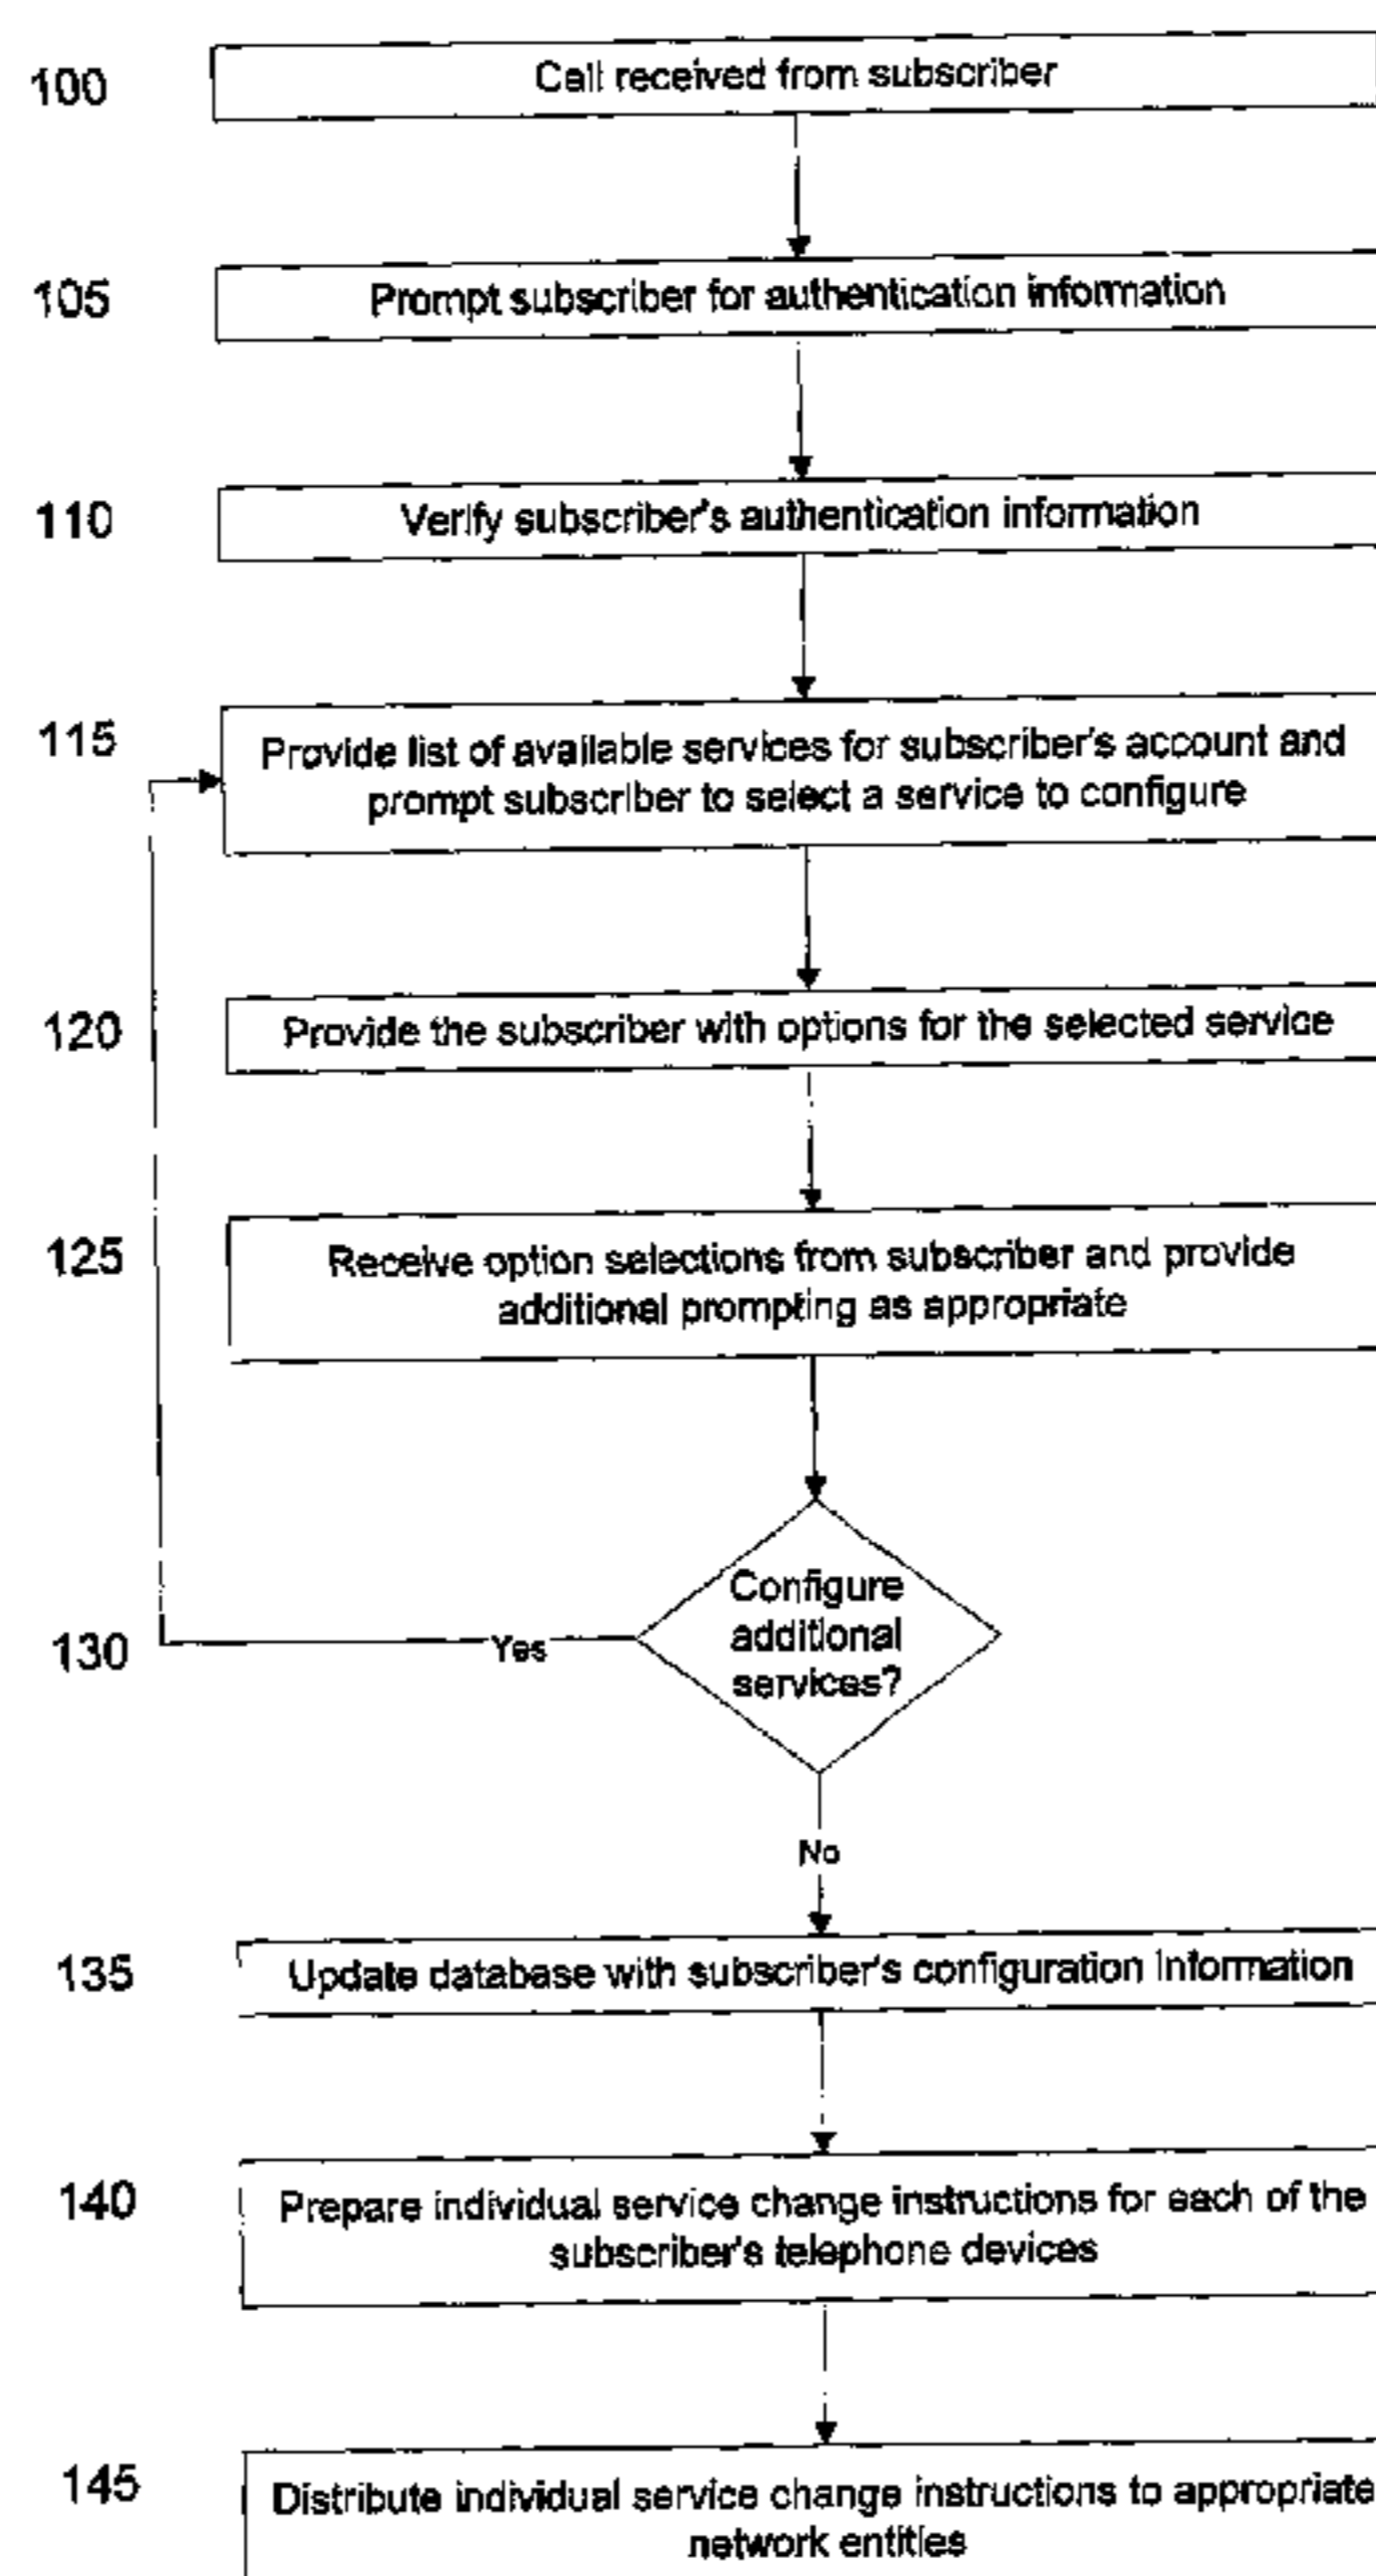 100
Call received from subscriber
105
Prompt subscriber for authentication information
110
Verify subscriber's authentication information
115
Provide list of available services for subscriber's account and
prompt subscriber to select a service to configure
120
Provide the subscriber with options for the selected service
125
Receive option selections from subscriber and provide
additional prompting as appropriate
130
Yes
Configure
additional
services?
No
135
Update database with subscriber's configuration information
140
Prepare individual service change instructions for each of the
subscriber's telephone devices
145
Distribute individual service change instructions to appropriate
network entities